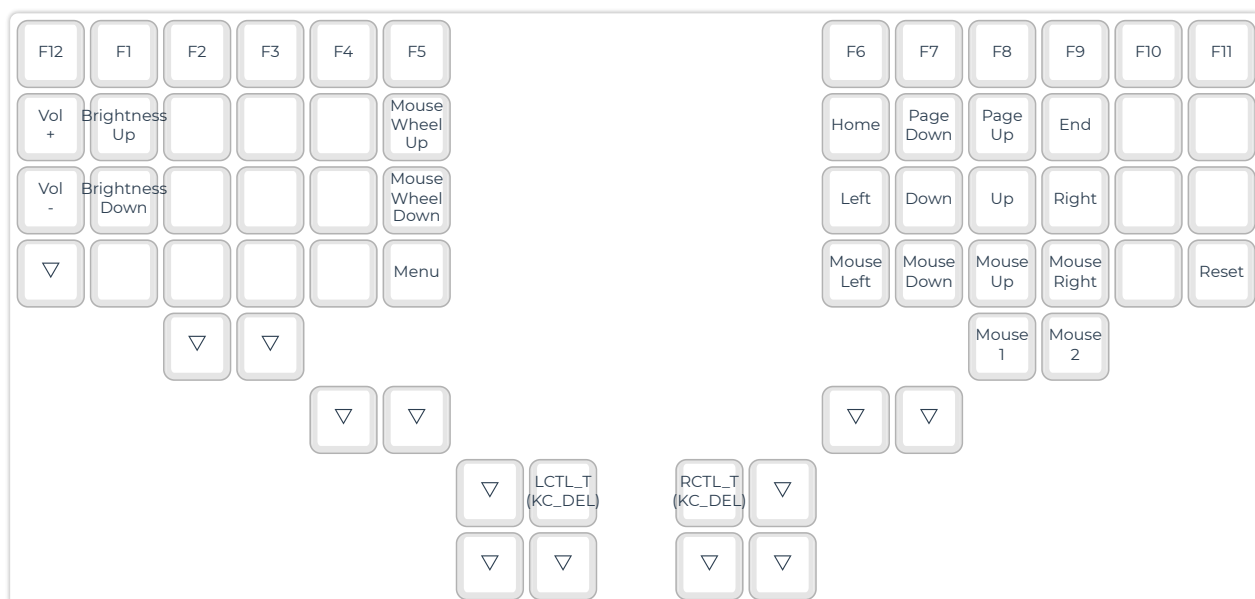 F12 F1 F2 F3 F4 F5 F6 F7 F8 F9 F10 F11
Vol
+
Brightness
Up
Mouse
Wheel
Up
Home
Page
Down
Page
Up
End
Vol
-
Brightness
Down
Mouse
Wheel
Down
Left
Down
Up
Right
▽
Menu
Mouse
Left
Mouse
Down
Mouse
Up
Mouse
Right
Reset
▽ ▽
Mouse
1
Mouse
2
▽ ▽ ▽ ▽
▽
LCTL_T
(KC_DEL)
RCTL_T
(KC_DEL)
▽
▽ ▽ ▽ ▽